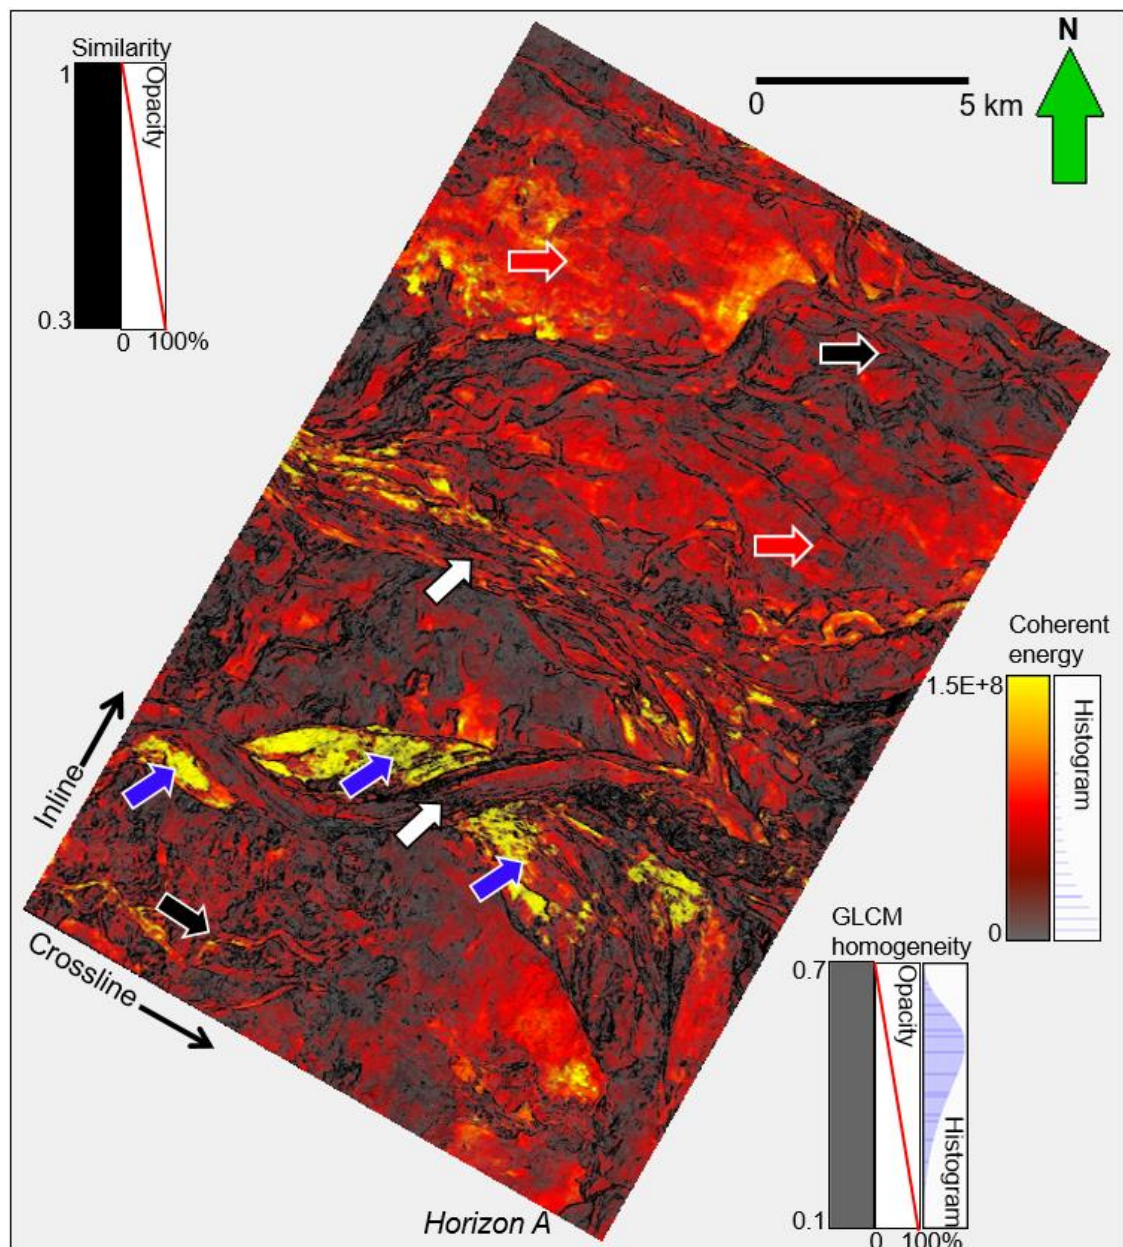 Similarity
1
Opacity
0.3
0 100%
N
0 5 km
Coherent
energy
1.5E+8
Histogram
0
Inline
Crossline
GLCM
homogeneity
0.7
Opacity
Histogram
0.1
0 100%
Horizon A